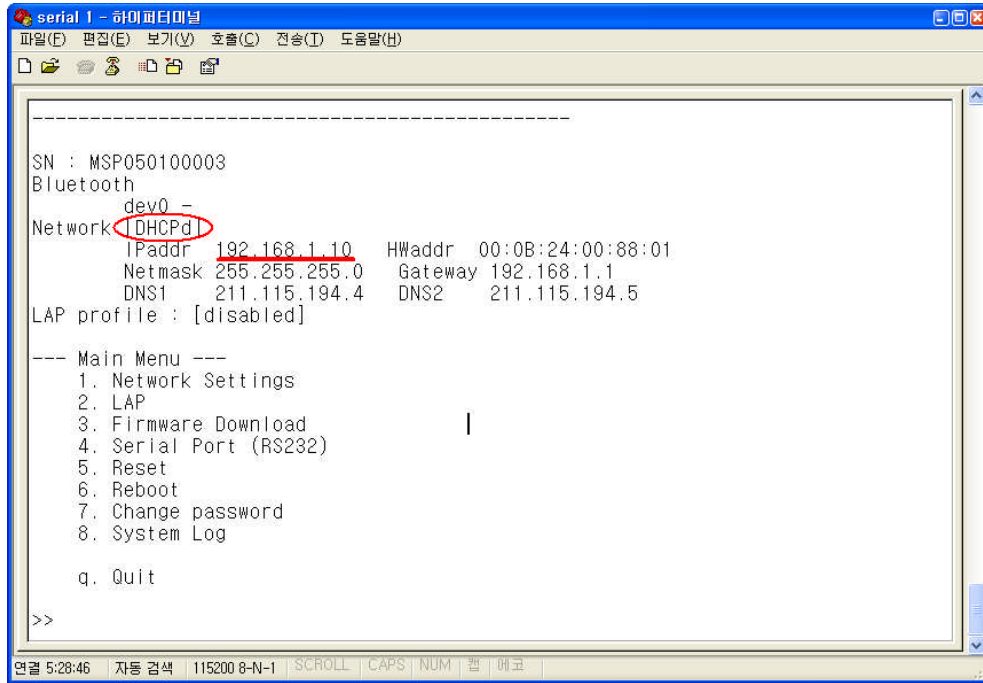 serial 1 - 하이퍼터미널
파일(F) 편집(E) 보기(V) 호출(C) 전송(T) 도움말(H)
-----------------------------------------------
SN : MSP050100003
Bluetooth
dev0 -
Network [DHCPd]
IPaddr 192.168.1.10 HWaddr 00:0B:24:00:88:01
Netmask 255.255.255.0 Gateway 192.168.1.1
DNS1 211.115.194.4 DNS2 211.115.194.5
LAP profile : [disabled]
--- Main Menu ---
1. Network Settings
2. LAP
3. Firmware Download
4. Serial Port (RS232)
5. Reset
6. Reboot
7. Change password
8. System Log
q. Quit
>>
연결 5:28:46 자동 검색 115200 8-N-1 SCROLL CAPS NUM 캡 에코